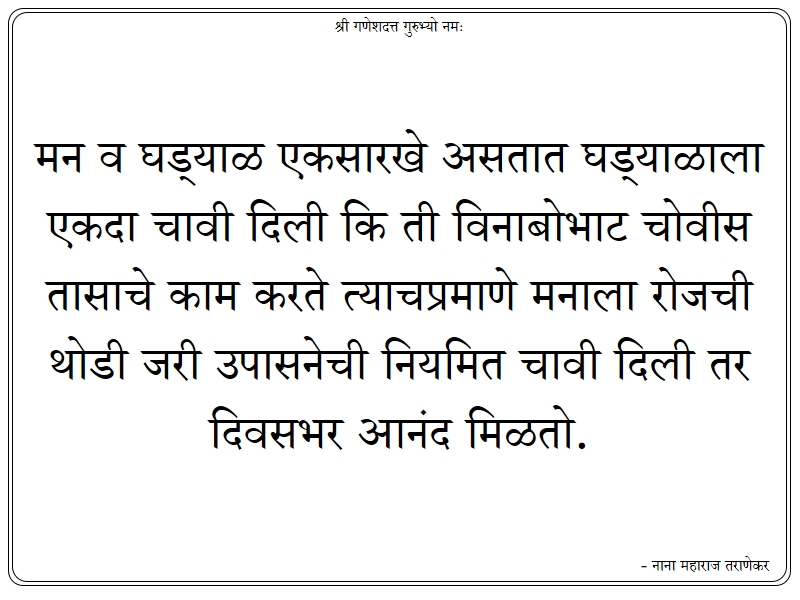 श्री गणेशदत्त गुरुभ्यो नमः
मन व घड्याळ एकसारखे असतात घड्याळाला
एकदा चावी दिली कि ती विनाबोभाट चोवीस
तासाचे काम करते त्याचप्रमाणे मनाला रोजची
थोडी जरी उपासनेची नियमित चावी दिली तर
दिवसभर आनंद मिळतो.
- नाना महाराज तराणेकर